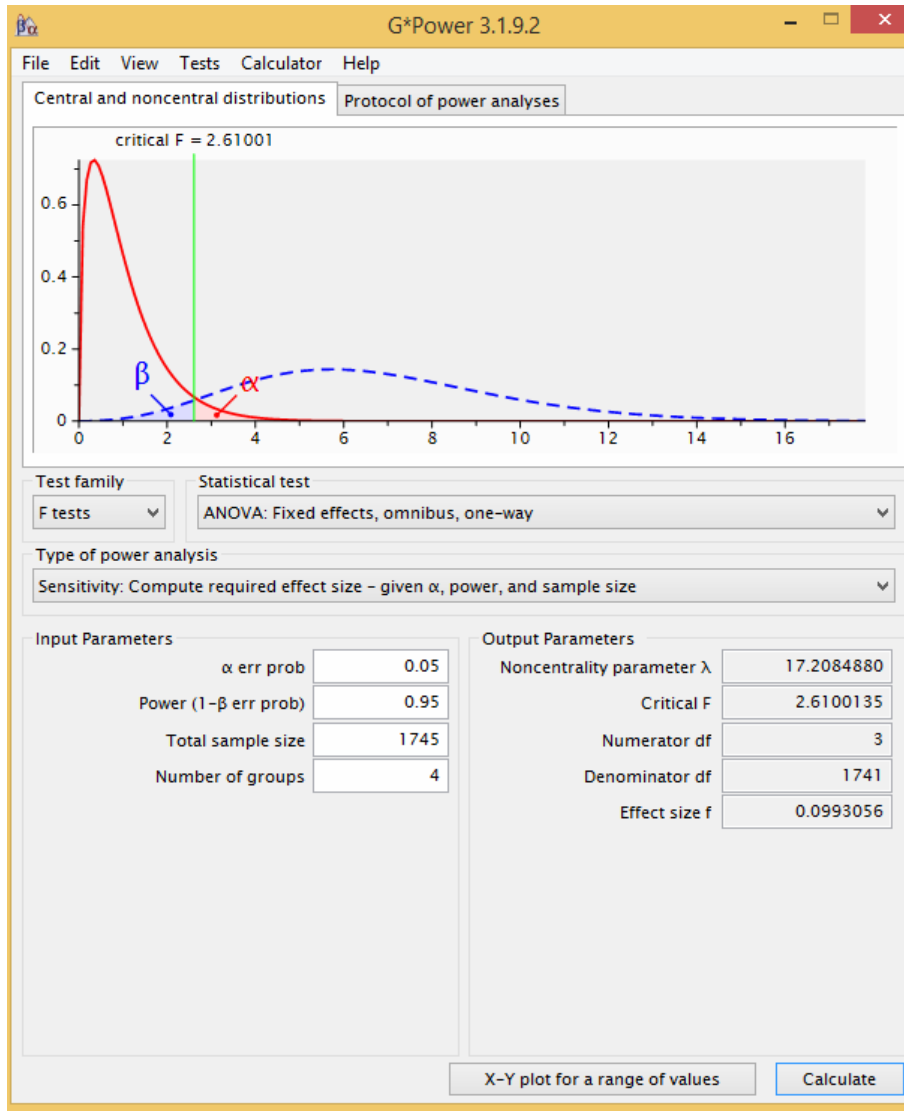 βα G*Power 3.1.9.2
File Edit View Tests Calculator Help
Central and noncentral distributions Protocol of power analyses
critical F = 2.61001
0.6
0.4
0.2
0
β α
0 2 4 6 8 10 12 14 16
Test family Statistical test
F tests ANOVA: Fixed effects, omnibus, one-way
Type of power analysis
Sensitivity: Compute required effect size – given α, power, and sample size
Input Parameters Output Parameters
α err prob 0.05 Noncentrality parameter λ 17.2084880
Power (1-β err prob) 0.95 Critical F 2.6100135
Total sample size 1745 Numerator df 3
Number of groups 4 Denominator df 1741
Effect size f 0.0993056
X-Y plot for a range of values Calculate